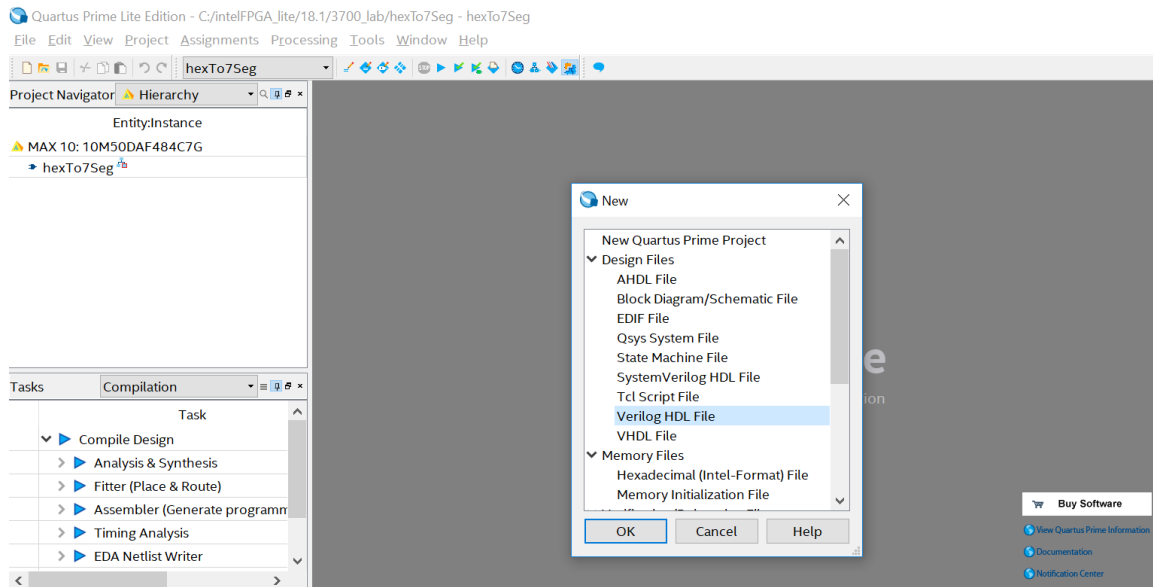 Quartus Prime Lite Edition - C:/intelFPGA_lite/18.1/3700_lab/hexTo7Seg - hexTo7Seg
File Edit View Project Assignments Processing Tools Window Help
hexTo7Seg
Project Navigator Hierarchy
Entity:Instance
MAX 10: 10M50DAF484C7G
hexTo7Seg
Tasks Compilation
Task
Compile Design
Analysis & Synthesis
Fitter (Place & Route)
Assembler (Generate programm
Timing Analysis
EDA Netlist Writer
New
New Quartus Prime Project
Design Files
AHDL File
Block Diagram/Schematic File
EDIF File
Qsys System File
State Machine File
SystemVerilog HDL File
Tcl Script File
Verilog HDL File
VHDL File
Memory Files
Hexadecimal (Intel-Format) File
Memory Initialization File
OK Cancel Help
e
ion
Buy Software
View Quartus Prime Information
Documentation
Notification Center